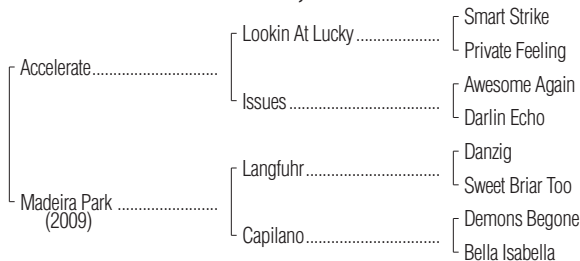 Smart Strike
Lookin At Lucky
Private Feeling
Accelerate
Awesome Again
Issues
Darlin Echo
Danzig
Langfuhr
Sweet Briar Too
Madeira Park
(2009)
Demons Begone
Capilano
Bella Isabella